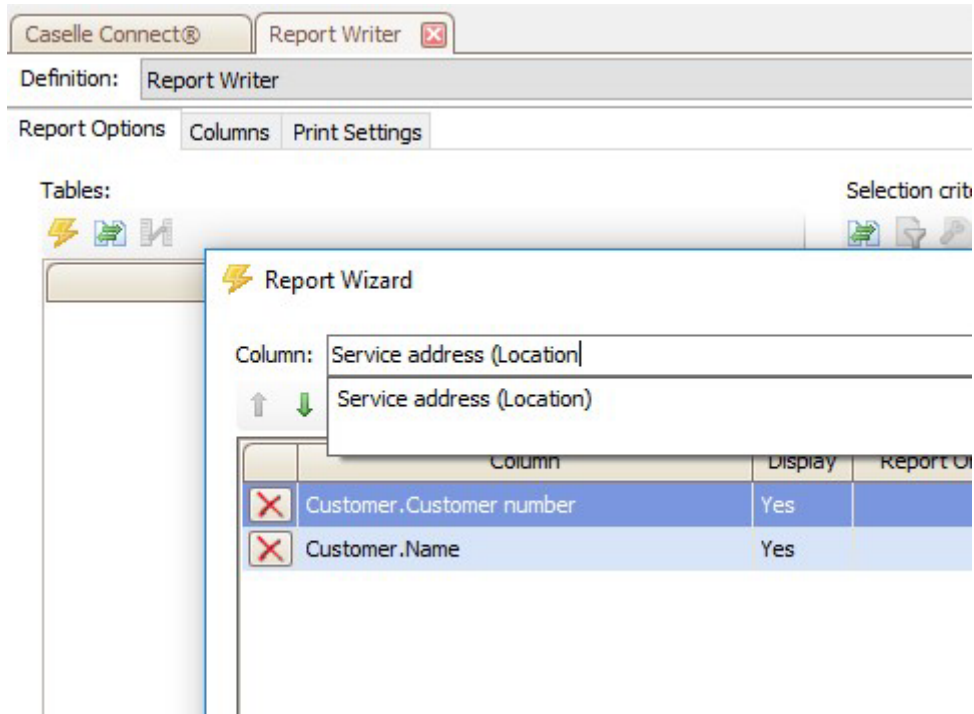 Caselle Connect® Report Writer
Definition: Report Writer
Report Options Columns Print Settings
Tables: Selection crit
Report Wizard
Column: Service address (Location
Service address (Location)
Column Display Report O
Customer.Customer number Yes
Customer.Name Yes